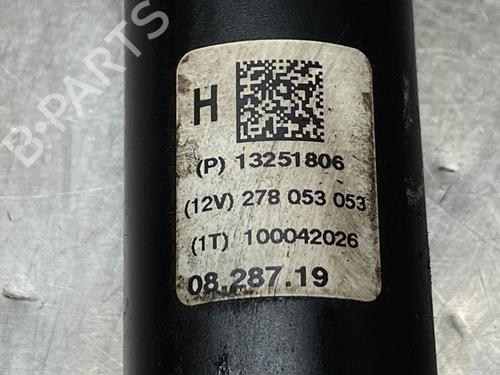 B-PARTS
H
(P) 13251806
(12V) 278 053 053
(1T) 100042026
08.287.19